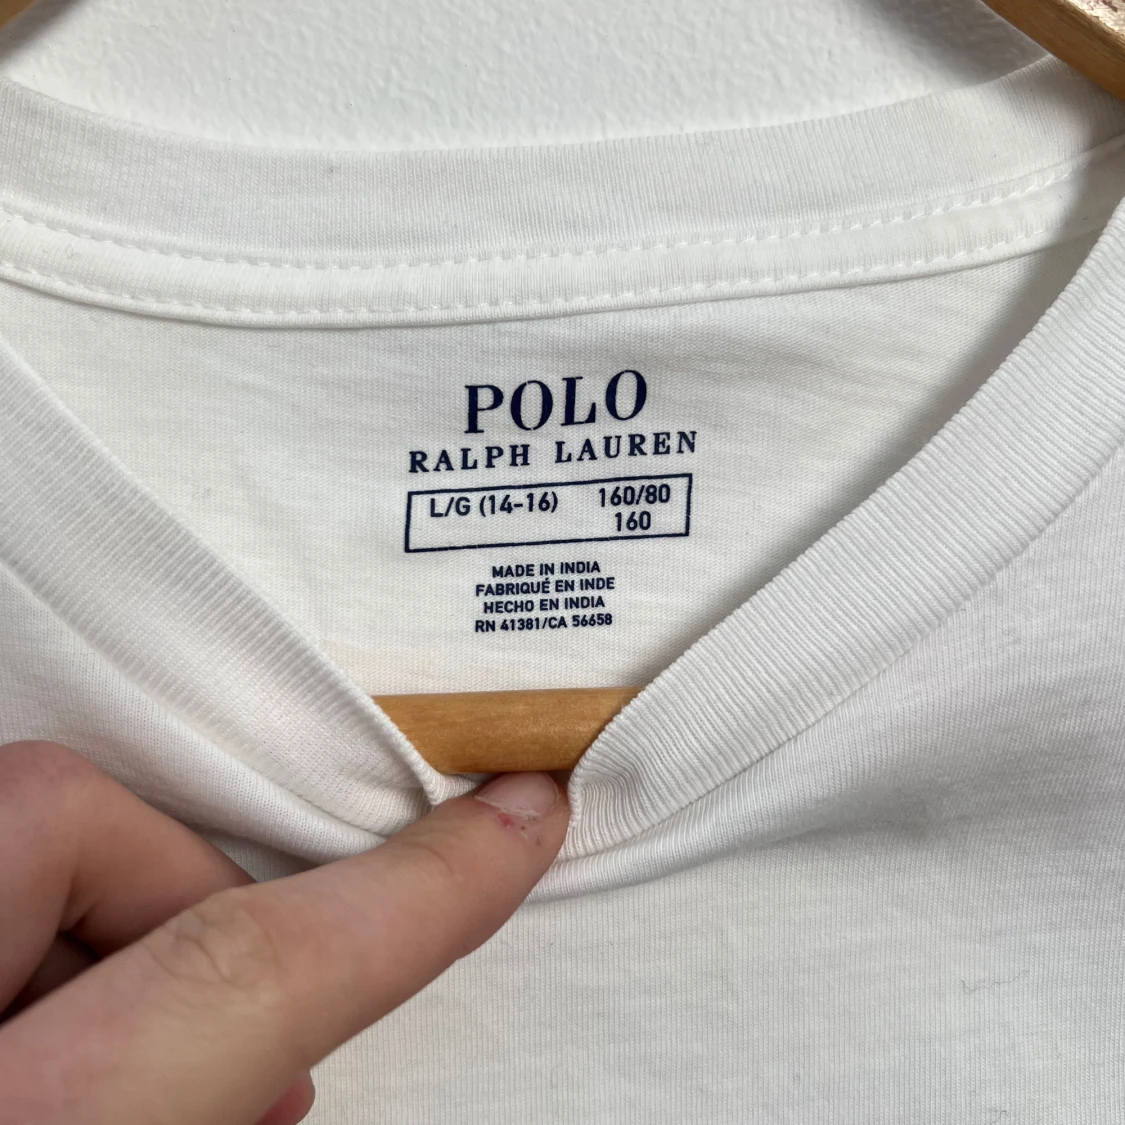 POLO
RALPH LAUREN
L/G (14-16) 160/80
160
MADE IN INDIA
FABRIQUÉ EN INDE
HECHO EN INDIA
RN 41381/CA 56658